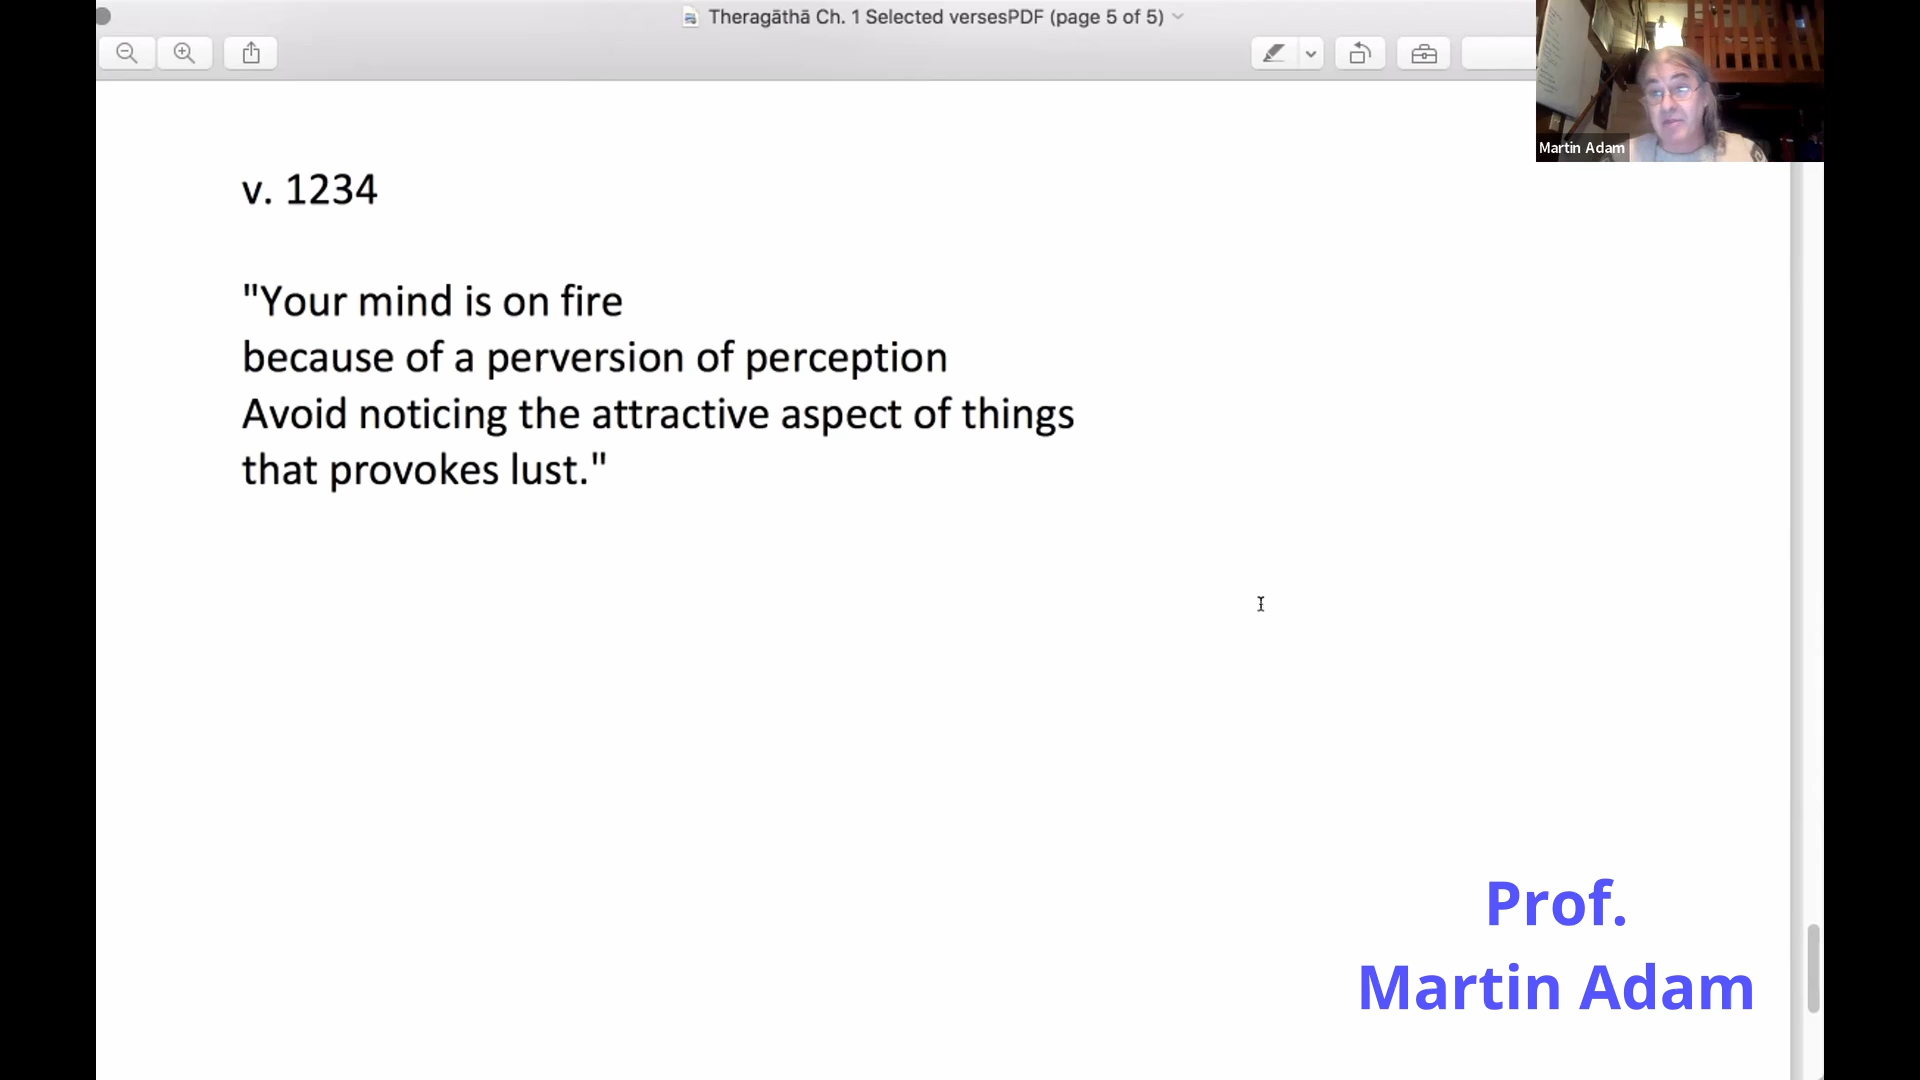 Theragāthā Ch. 1 Selected versesPDF (page 5 of 5)
Martin Adam
v. 1234
"Your mind is on fire
because of a perversion of perception
Avoid noticing the attractive aspect of things
that provokes lust."
Prof.
Martin Adam